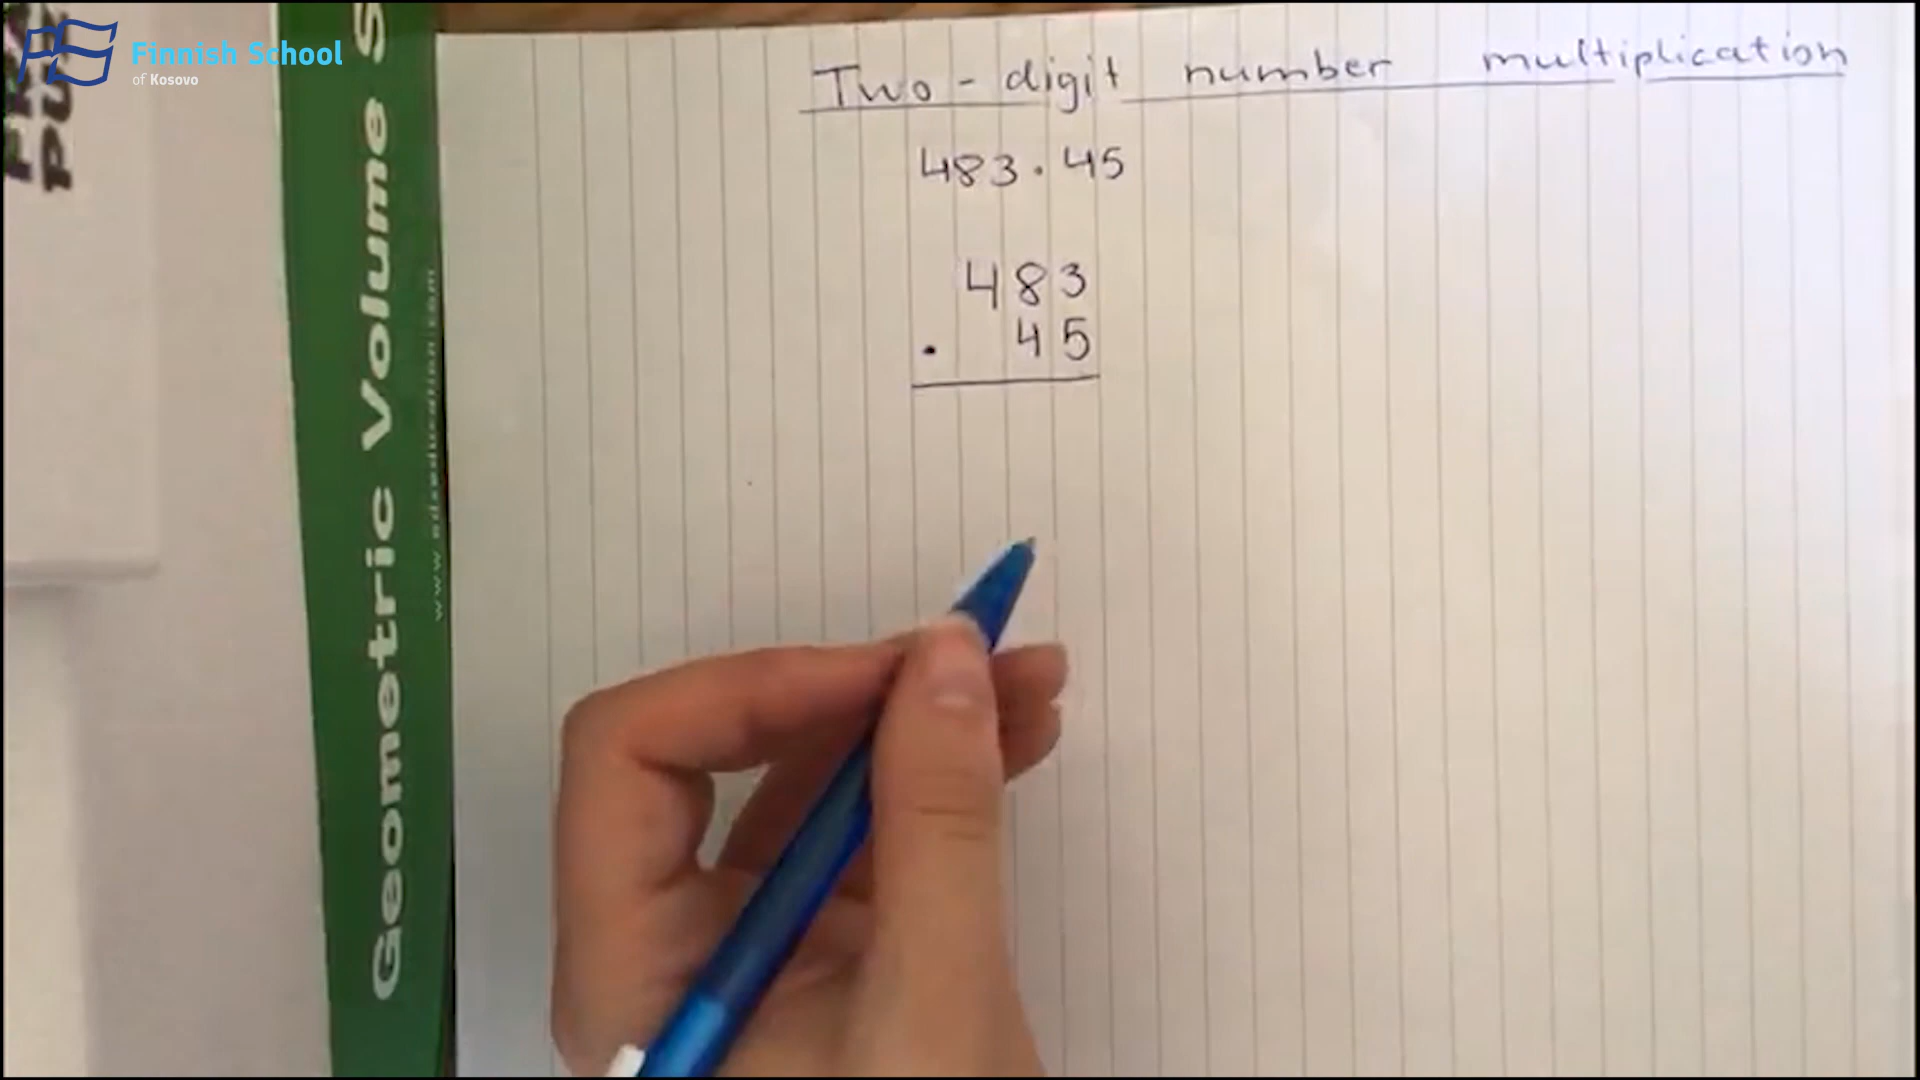 Finnish School
of Kosovo
Geometric Volume S
Two-digit number multiplication
483 . 45
483
. 45